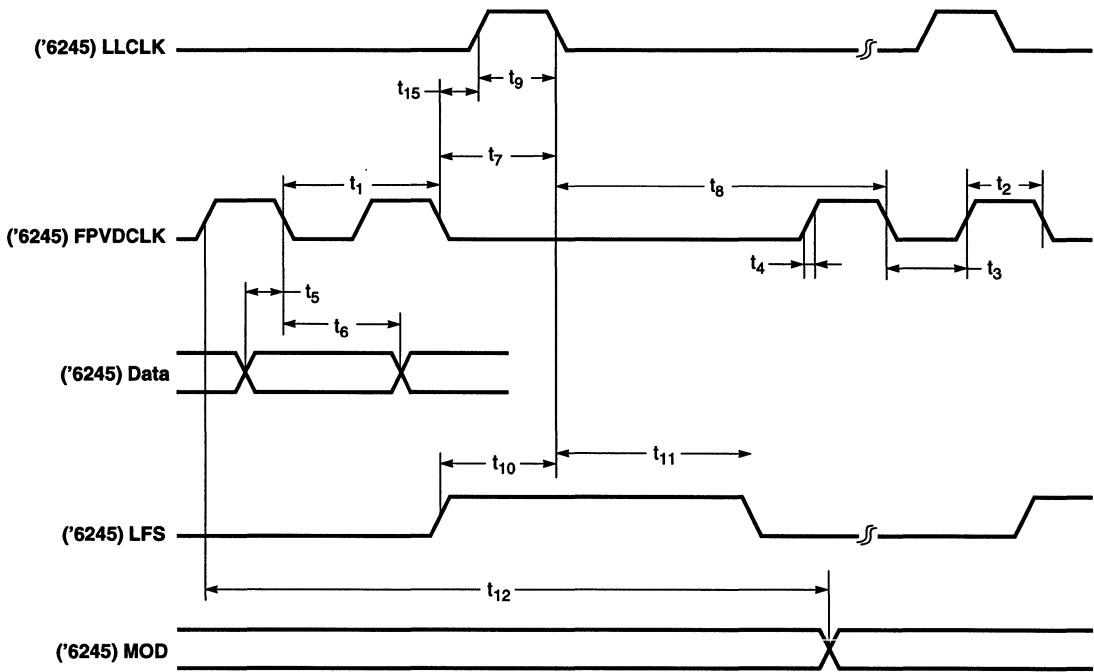 ('6245) LLCLK
t9
t15
t7
t1
t8
t2
('6245) FPVDCLK
t4
t3
t5
t6
('6245) Data
t10
t11
('6245) LFS
t12
('6245) MOD